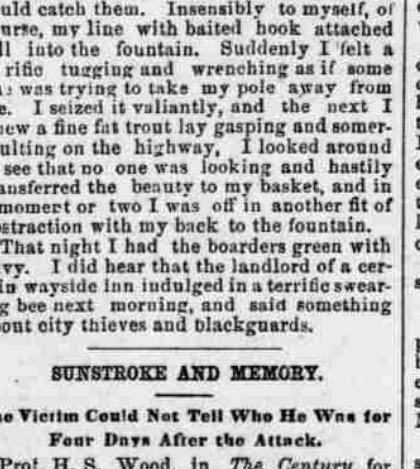 uld catch them. Insensibly to myself, of
urse, my line with baited hook attached
ll into the fountain. Suddenly I felt a
rific tugging and wrenching as if some
was trying to take my pole away from
e. I seized it valiantly, and the next I
ew a fine fat trout lay gasping and somer-
ulting on the highway, I looked around
see that no one was looking and hastily
ansferred the beauty to my basket, and in
momert or two I was off in another fit of
straction with my back to the fountain.
That night I had the boarders green with
vy. I did hear that the landlord of a cer-
in wayside inn indulged in a terrific swear-
g bee next morning, and said something
out city thieves and blackguards.
SUNSTROKE AND MEMORY.
e Victim Could Not Tell Who He Was for
Four Days After the Attack.
Prof. H. S. Wood, in The Century for